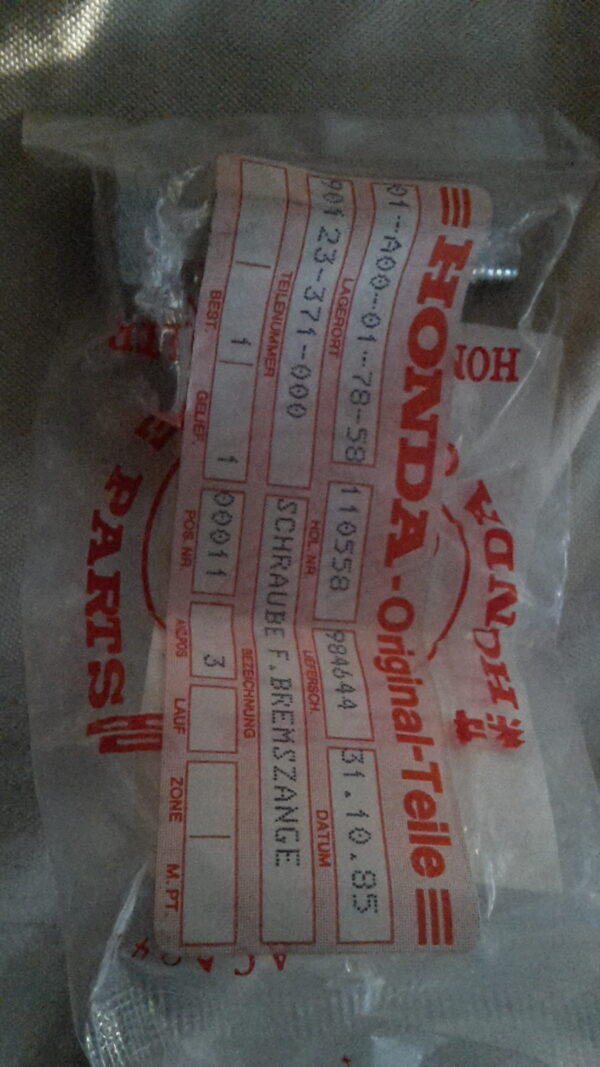 HONDA-Original-Teile
01--A00--01--78-58 110558 984644 31.10.85
LAGERORT HOL NR LIEFERSCH. DATUM
90123-371-000 SCHRAUBE F. BREMSZANGE
TEILENUMMER BEZEICHNUNG
1 1 00011 3
BEST. GELIEF. POS. NR. ANZPOS LAUF ZONE M. PT.
HON
HONDA
PARTS